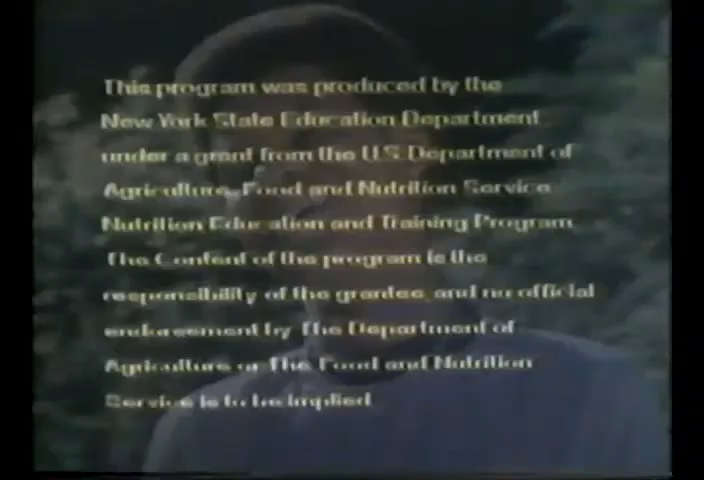 This program was produced by the
New York State Education Department
under a grant from the U.S. Department of
Agriculture, Food and Nutrition Service
Nutrition Education and Training Program
The Content of the program is the
responsibility of the grantee and no official
endorsement by The Department of
Agriculture or The Food and Nutrition
Service is to be implied